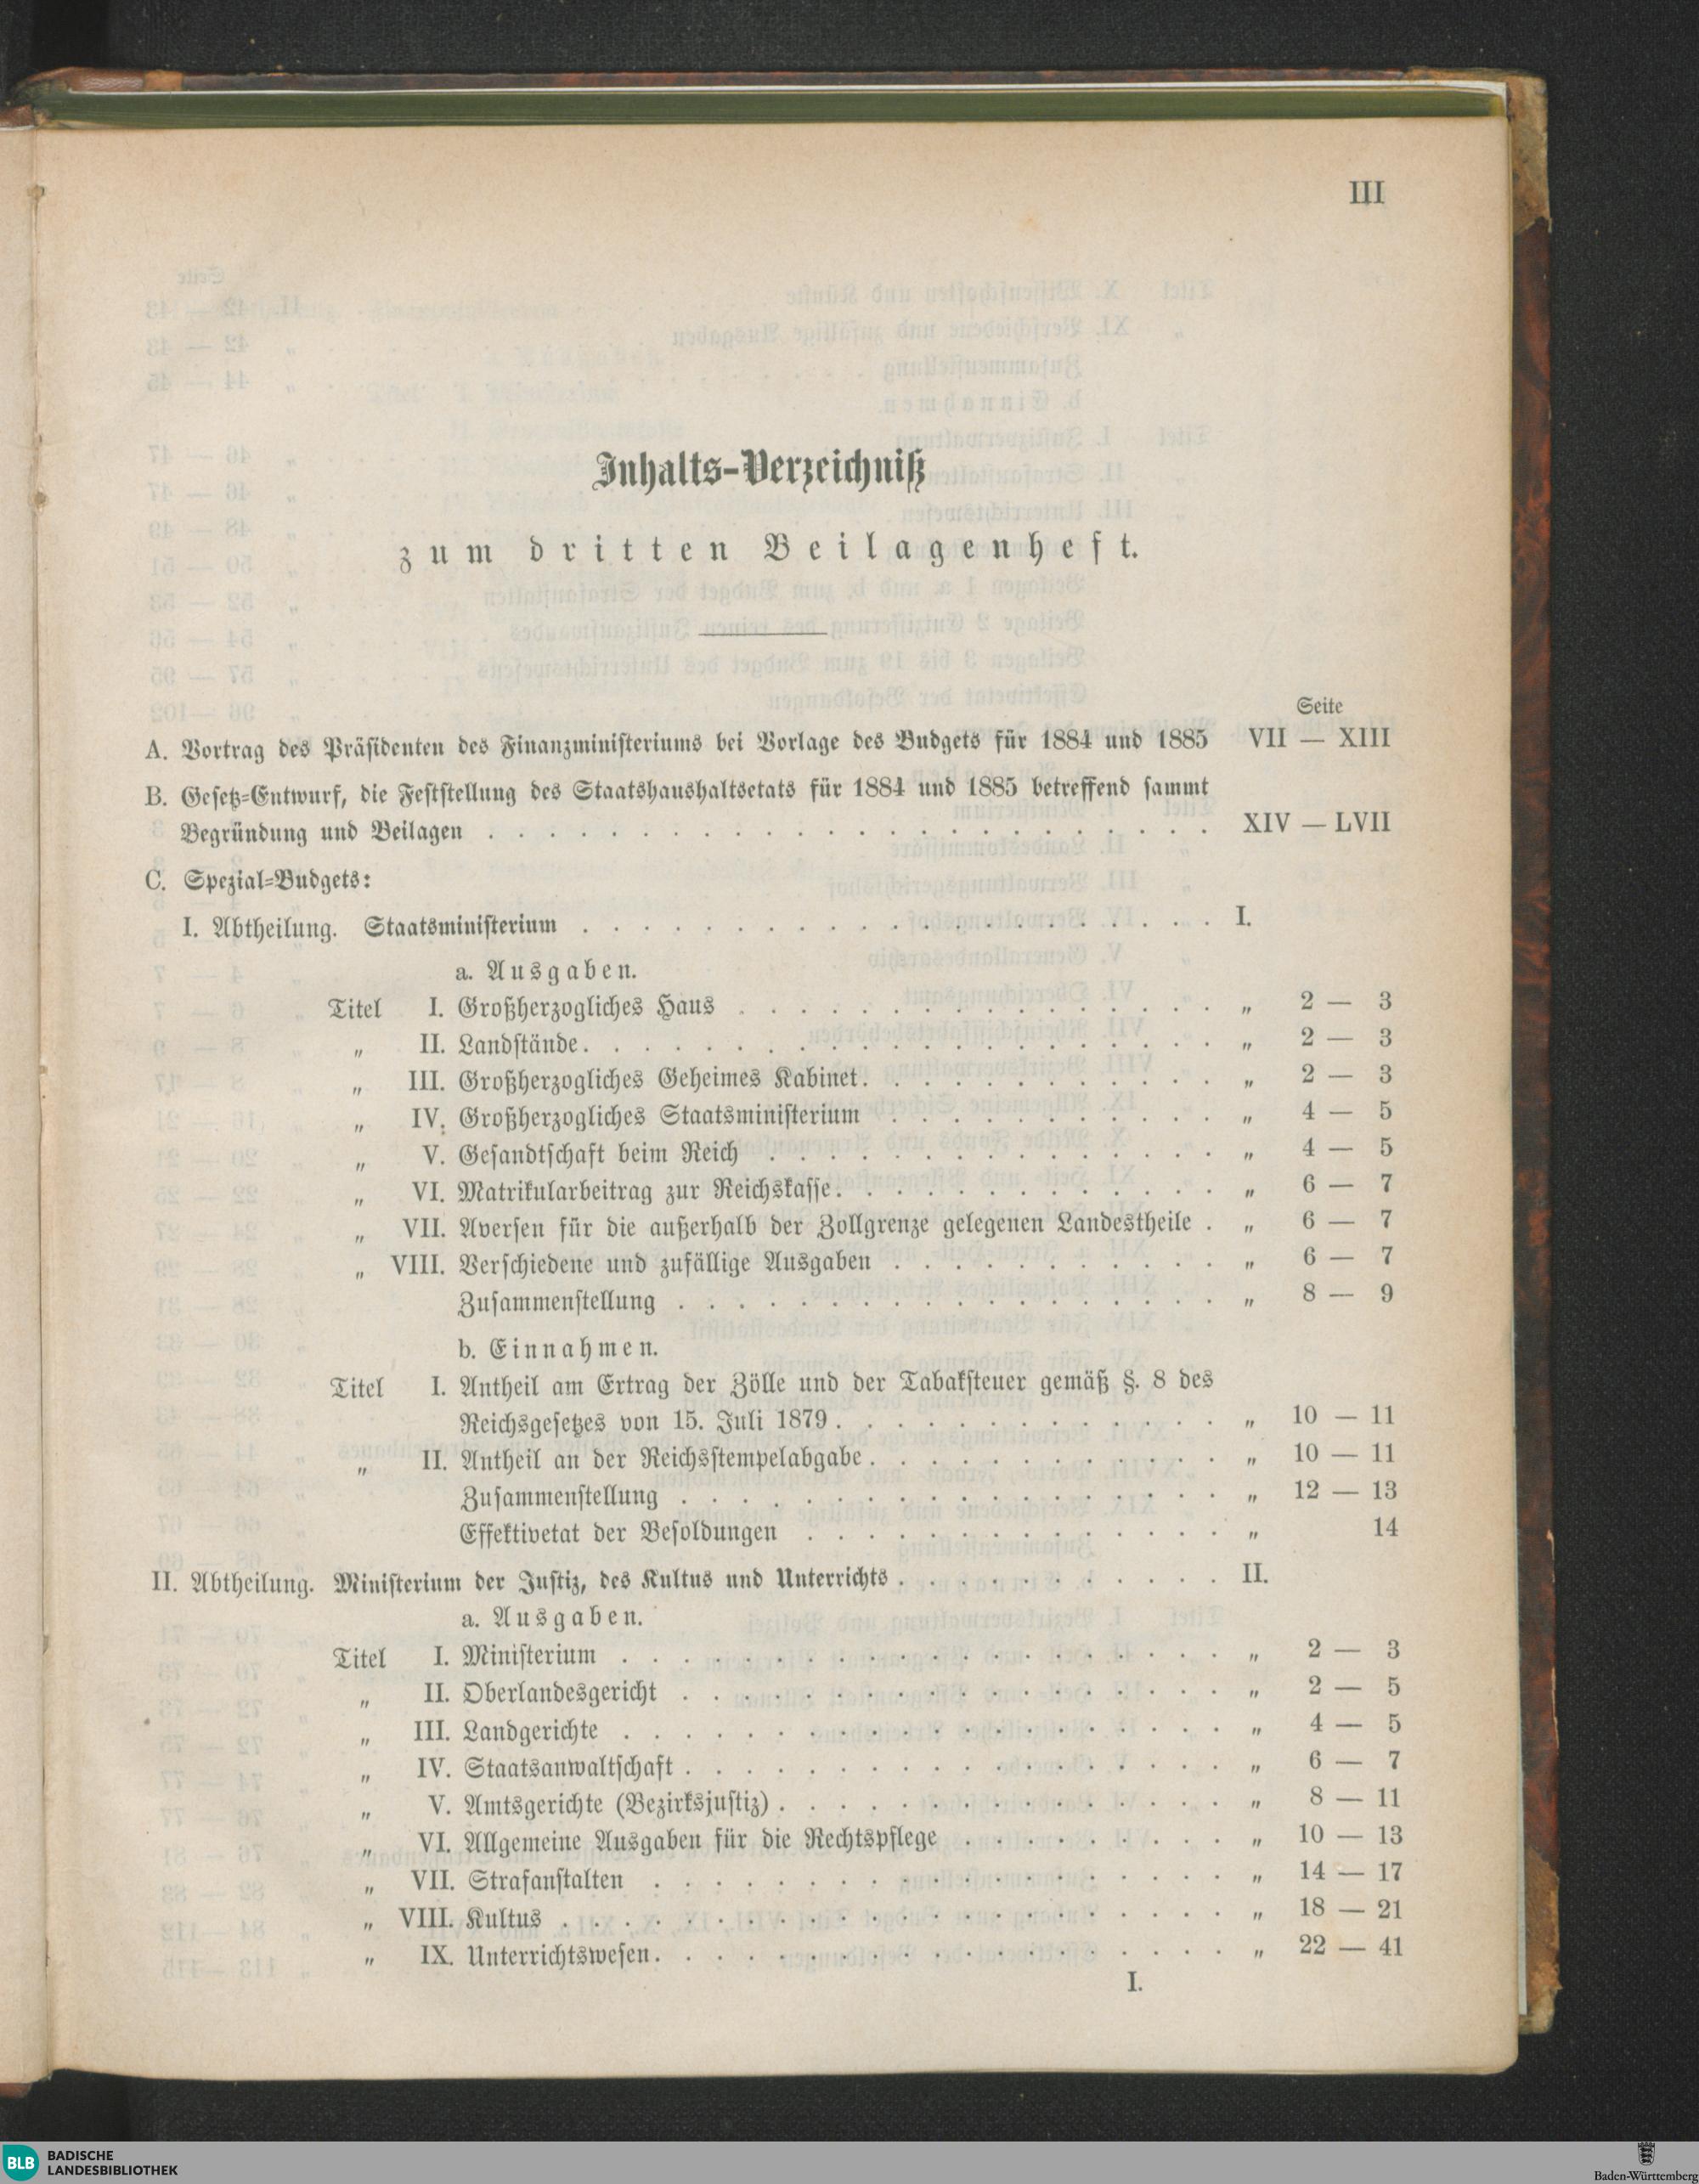 III
Inhalts-Verzeichniß
zum dritten Beilagenheft.
Seite
A. Vortrag des Präsidenten des Finanzministeriums bei Vorlage des Budgets für 1884 und 1885 VII — XIII
B. Gesetz-Entwurf, die Feststellung des Staatshaushaltsetats für 1884 und 1885 betreffend sammt
Begründung und Beilagen . . . . . . . . . . . . . . . . . . . . . . . . XIV — LVII
C. Spezial-Budgets:
I. Abtheilung. Staatsministerium . . . . . . . . . . . . . . . . . . . . . I.
a. Ausgaben.
Titel I. Großherzogliches Haus . . . . . . . . . . . . . . . . „ 2 — 3
„ II. Landstände . . . . . . . . . . . . . . . . . . . . . „ 2 — 3
„ III. Großherzogliches Geheimes Kabinet . . . . . . . . . . . . „ 2 — 3
„ IV. Großherzogliches Staatsministerium . . . . . . . . . . . „ 4 — 5
„ V. Gesandtschaft beim Reich . . . . . . . . . . . . . . . „ 4 — 5
„ VI. Matrikularbeitrag zur Reichskasse . . . . . . . . . . . . . „ 6 — 7
„ VII. Aversen für die außerhalb der Zollgrenze gelegenen Landestheile . „ 6 — 7
„ VIII. Verschiedene und zufällige Ausgaben . . . . . . . . . . . „ 6 — 7
Zusammenstellung . . . . . . . . . . . . . . . . . . „ 8 — 9
b. Einnahmen.
Titel I. Antheil am Ertrag der Zölle und der Tabaksteuer gemäß §. 8 des
Reichsgesetzes von 15. Juli 1879 . . . . . . . . . . . . . „ 10 — 11
„ II. Antheil an der Reichsstempelabgabe . . . . . . . . . . . . „ 10 — 11
Zusammenstellung . . . . . . . . . . . . . . . . . . „ 12 — 13
Effektivetat der Besoldungen . . . . . . . . . . . . . . „ 14
II. Abtheilung. Ministerium der Justiz, des Kultus und Unterrichts . . . . . . . . . . . II.
a. Ausgaben.
Titel I. Ministerium . . . . . . . . . . . . . . . . . . . . „ 2 — 3
„ II. Oberlandesgericht . . . . . . . . . . . . . . . . . . „ 2 — 5
„ III. Landgerichte . . . . . . . . . . . . . . . . . . . . „ 4 — 5
„ IV. Staatsanwaltschaft . . . . . . . . . . . . . . . . . . „ 6 — 7
„ V. Amtsgerichte (Bezirksjustiz) . . . . . . . . . . . . . . . „ 8 — 11
„ VI. Allgemeine Ausgaben für die Rechtspflege . . . . . . . . . „ 10 — 13
„ VII. Strafanstalten . . . . . . . . . . . . . . . . . . . „ 14 — 17
„ VIII. Kultus . . . . . . . . . . . . . . . . . . . . . . „ 18 — 21
„ IX. Unterrichtswesen . . . . . . . . . . . . . . . . . . . „ 22 — 41
I.
BLB BADISCHE
LANDESBIBLIOTHEK
Baden-Württemberg